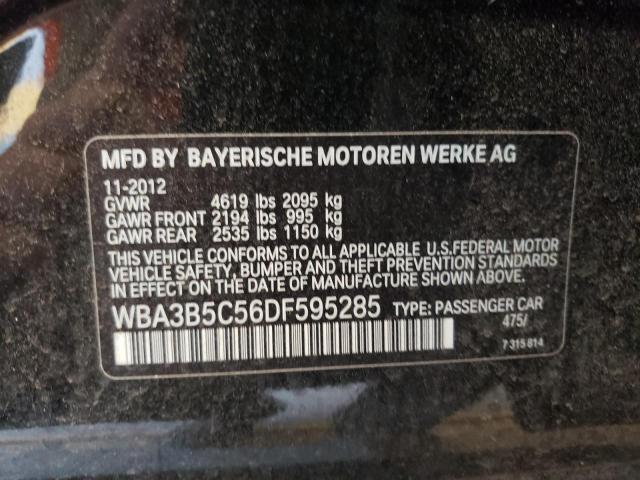 MFD BY BAYERISCHE MOTOREN WERKE AG
11-2012
GVWR 4619 lbs 2095 kg
GAWR FRONT 2194 lbs 995 kg
GAWR REAR 2535 lbs 1150 kg
THIS VEHICLE CONFORMS TO ALL APPLICABLE U.S.FEDERAL MOTOR
VEHICLE SAFETY, BUMPER AND THEFT PREVENTION STANDARDS
IN EFFECT ON THE DATE OF MANUFACTURE SHOWN ABOVE.
WBA3B5C56DF595285 TYPE: PASSENGER CAR
475/
7 315 814